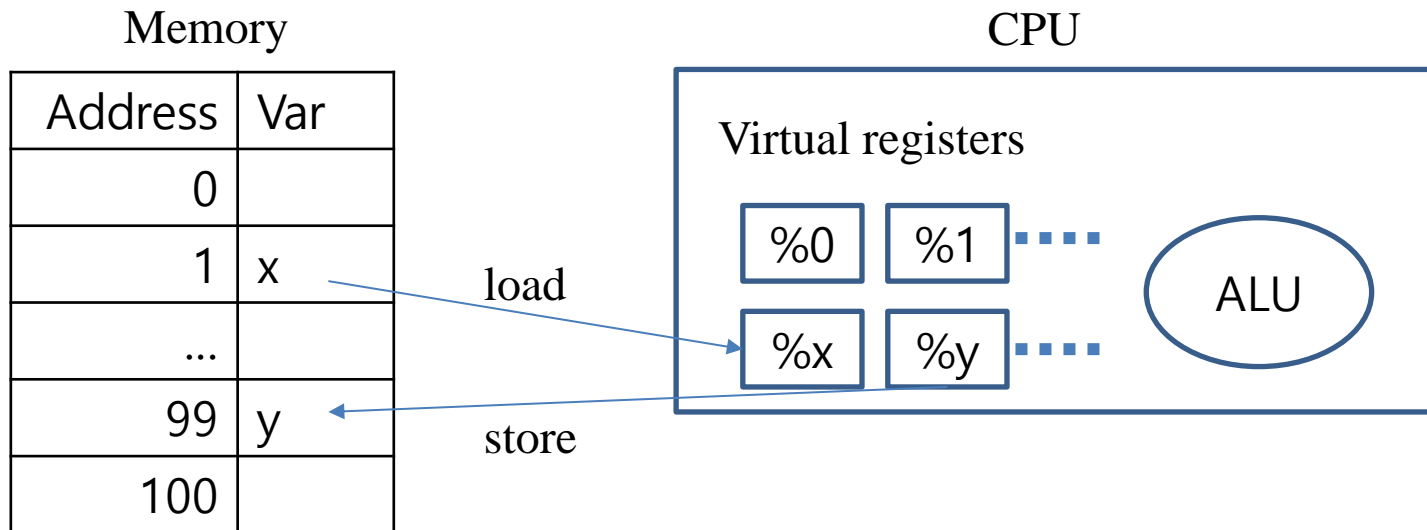 Memory
Address Var
0
1 x
...
99 y
100
load
store
CPU
Virtual registers
%0 %1
%x %y
ALU